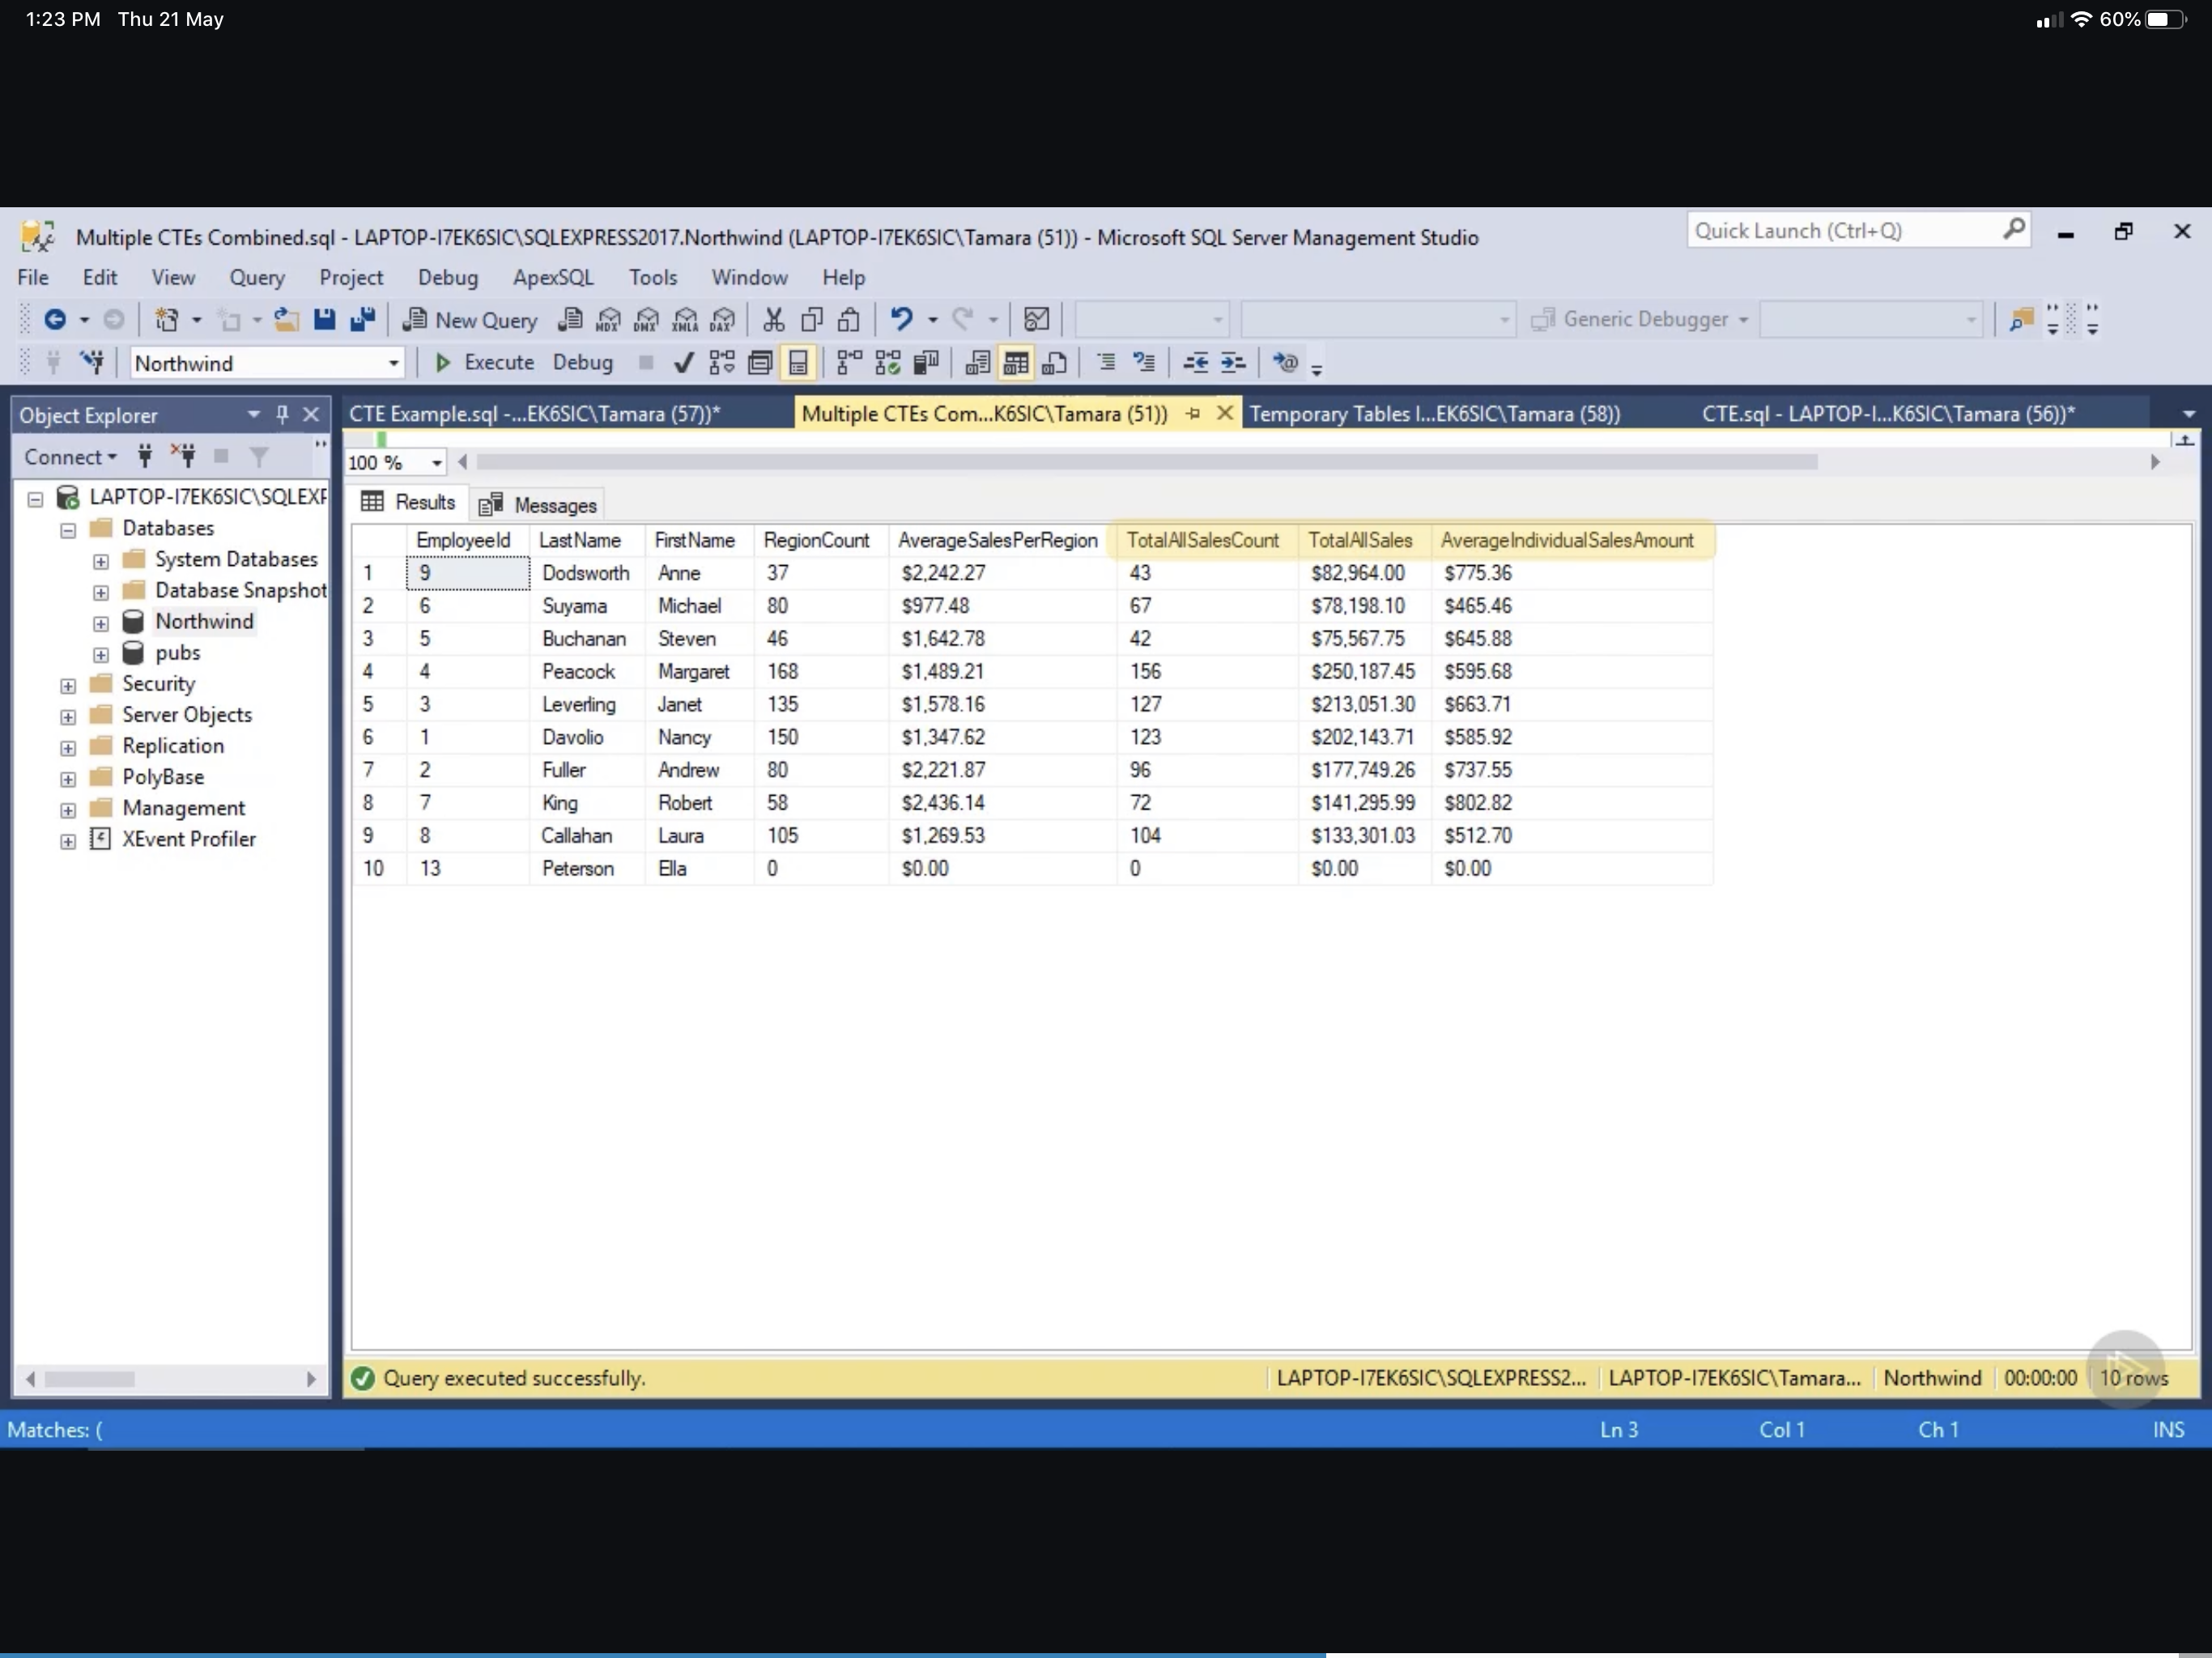 1:23 PM Thu 21 May
60%
Multiple CTEs Combined.sql - LAPTOP-I7EK6SIC\SQLEXPRESS2017.Northwind (LAPTOP-I7EK6SIC\Tamara (51)) - Microsoft SQL Server Management Studio
Quick Launch (Ctrl+Q)
File Edit View Query Project Debug ApexSQL Tools Window Help
New Query MDX DMX XMLA DAX Generic Debugger
Northwind Execute Debug
Object Explorer
CTE Example.sql -...EK6SIC\Tamara (57))* Multiple CTEs Com...K6SIC\Tamara (51)) Temporary Tables I...EK6SIC\Tamara (58)) CTE.sql - LAPTOP-I...K6SIC\Tamara (56))*
Connect
100 %
LAPTOP-I7EK6SIC\SQLEXF
Databases
System Databases
Database Snapshot
Northwind
pubs
Security
Server Objects
Replication
PolyBase
Management
XEvent Profiler
Results Messages
EmployeeId LastName FirstName RegionCount AverageSalesPerRegion TotalAllSalesCount TotalAllSales AverageIndividualSalesAmount
1 9 Dodsworth Anne 37 $2,242.27 43 $82,964.00 $775.36
2 6 Suyama Michael 80 $977.48 67 $78,198.10 $465.46
3 5 Buchanan Steven 46 $1,642.78 42 $75,567.75 $645.88
4 4 Peacock Margaret 168 $1,489.21 156 $250,187.45 $595.68
5 3 Leverling Janet 135 $1,578.16 127 $213,051.30 $663.71
6 1 Davolio Nancy 150 $1,347.62 123 $202,143.71 $585.92
7 2 Fuller Andrew 80 $2,221.87 96 $177,749.26 $737.55
8 7 King Robert 58 $2,436.14 72 $141,295.99 $802.82
9 8 Callahan Laura 105 $1,269.53 104 $133,301.03 $512.70
10 13 Peterson Ella 0 $0.00 0 $0.00 $0.00
Query executed successfully. LAPTOP-I7EK6SIC\SQLEXPRESS2... LAPTOP-I7EK6SIC\Tamara... Northwind 00:00:00 10 rows
Matches: ( Ln 3 Col 1 Ch 1 INS